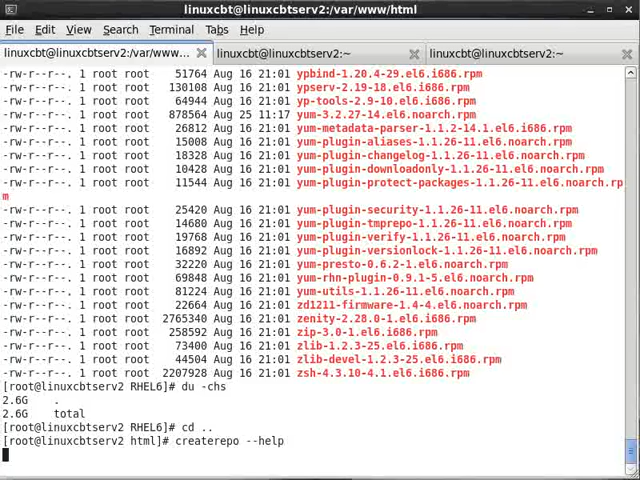 linuxcbt@linuxcbtserv2:/var/www/html
File Edit View Search Terminal Tabs Help
linuxcbt@linuxcbtserv2:/var/www... linuxcbt@linuxcbtserv2:~ linuxcbt@linuxcbtserv2:~
-rw-r--r--. 1 root root 51764 Aug 16 21:01 ypbind-1.20.4-29.el6.i686.rpm
-rw-r--r--. 1 root root 130108 Aug 16 21:01 ypserv-2.19-18.el6.i686.rpm
-rw-r--r--. 1 root root 64944 Aug 16 21:01 yp-tools-2.9-10.el6.i686.rpm
-rw-r--r--. 1 root root 878564 Aug 25 11:17 yum-3.2.27-14.el6.noarch.rpm
-rw-r--r--. 1 root root 26812 Aug 16 21:01 yum-metadata-parser-1.1.2-14.1.el6.i686.rpm
-rw-r--r--. 1 root root 15008 Aug 16 21:01 yum-plugin-aliases-1.1.26-11.el6.noarch.rpm
-rw-r--r--. 1 root root 18328 Aug 16 21:01 yum-plugin-changelog-1.1.26-11.el6.noarch.rpm
-rw-r--r--. 1 root root 10428 Aug 16 21:01 yum-plugin-downloadonly-1.1.26-11.el6.noarch.rpm
-rw-r--r--. 1 root root 11544 Aug 16 21:01 yum-plugin-protect-packages-1.1.26-11.el6.noarch.rp
m
-rw-r--r--. 1 root root 25420 Aug 16 21:01 yum-plugin-security-1.1.26-11.el6.noarch.rpm
-rw-r--r--. 1 root root 14680 Aug 16 21:01 yum-plugin-tmprepo-1.1.26-11.el6.noarch.rpm
-rw-r--r--. 1 root root 19768 Aug 16 21:01 yum-plugin-verify-1.1.26-11.el6.noarch.rpm
-rw-r--r--. 1 root root 16892 Aug 16 21:01 yum-plugin-versionlock-1.1.26-11.el6.noarch.rpm
-rw-r--r--. 1 root root 32220 Aug 16 21:01 yum-presto-0.6.2-1.el6.noarch.rpm
-rw-r--r--. 1 root root 69848 Aug 16 21:01 yum-rhn-plugin-0.9.1-5.el6.noarch.rpm
-rw-r--r--. 1 root root 81224 Aug 16 21:01 yum-utils-1.1.26-11.el6.noarch.rpm
-rw-r--r--. 1 root root 22664 Aug 16 21:01 zd1211-firmware-1.4-4.el6.noarch.rpm
-rw-r--r--. 1 root root 2765340 Aug 16 21:01 zenity-2.28.0-1.el6.i686.rpm
-rw-r--r--. 1 root root 258592 Aug 16 21:01 zip-3.0-1.el6.i686.rpm
-rw-r--r--. 1 root root 73400 Aug 16 21:01 zlib-1.2.3-25.el6.i686.rpm
-rw-r--r--. 1 root root 44504 Aug 16 21:01 zlib-devel-1.2.3-25.el6.i686.rpm
-rw-r--r--. 1 root root 2207928 Aug 16 21:01 zsh-4.3.10-4.1.el6.i686.rpm
[root@linuxcbtserv2 RHEL6]# du -chs
2.6G .
2.6G total
[root@linuxcbtserv2 RHEL6]# cd ..
[root@linuxcbtserv2 html]# createrepo --help